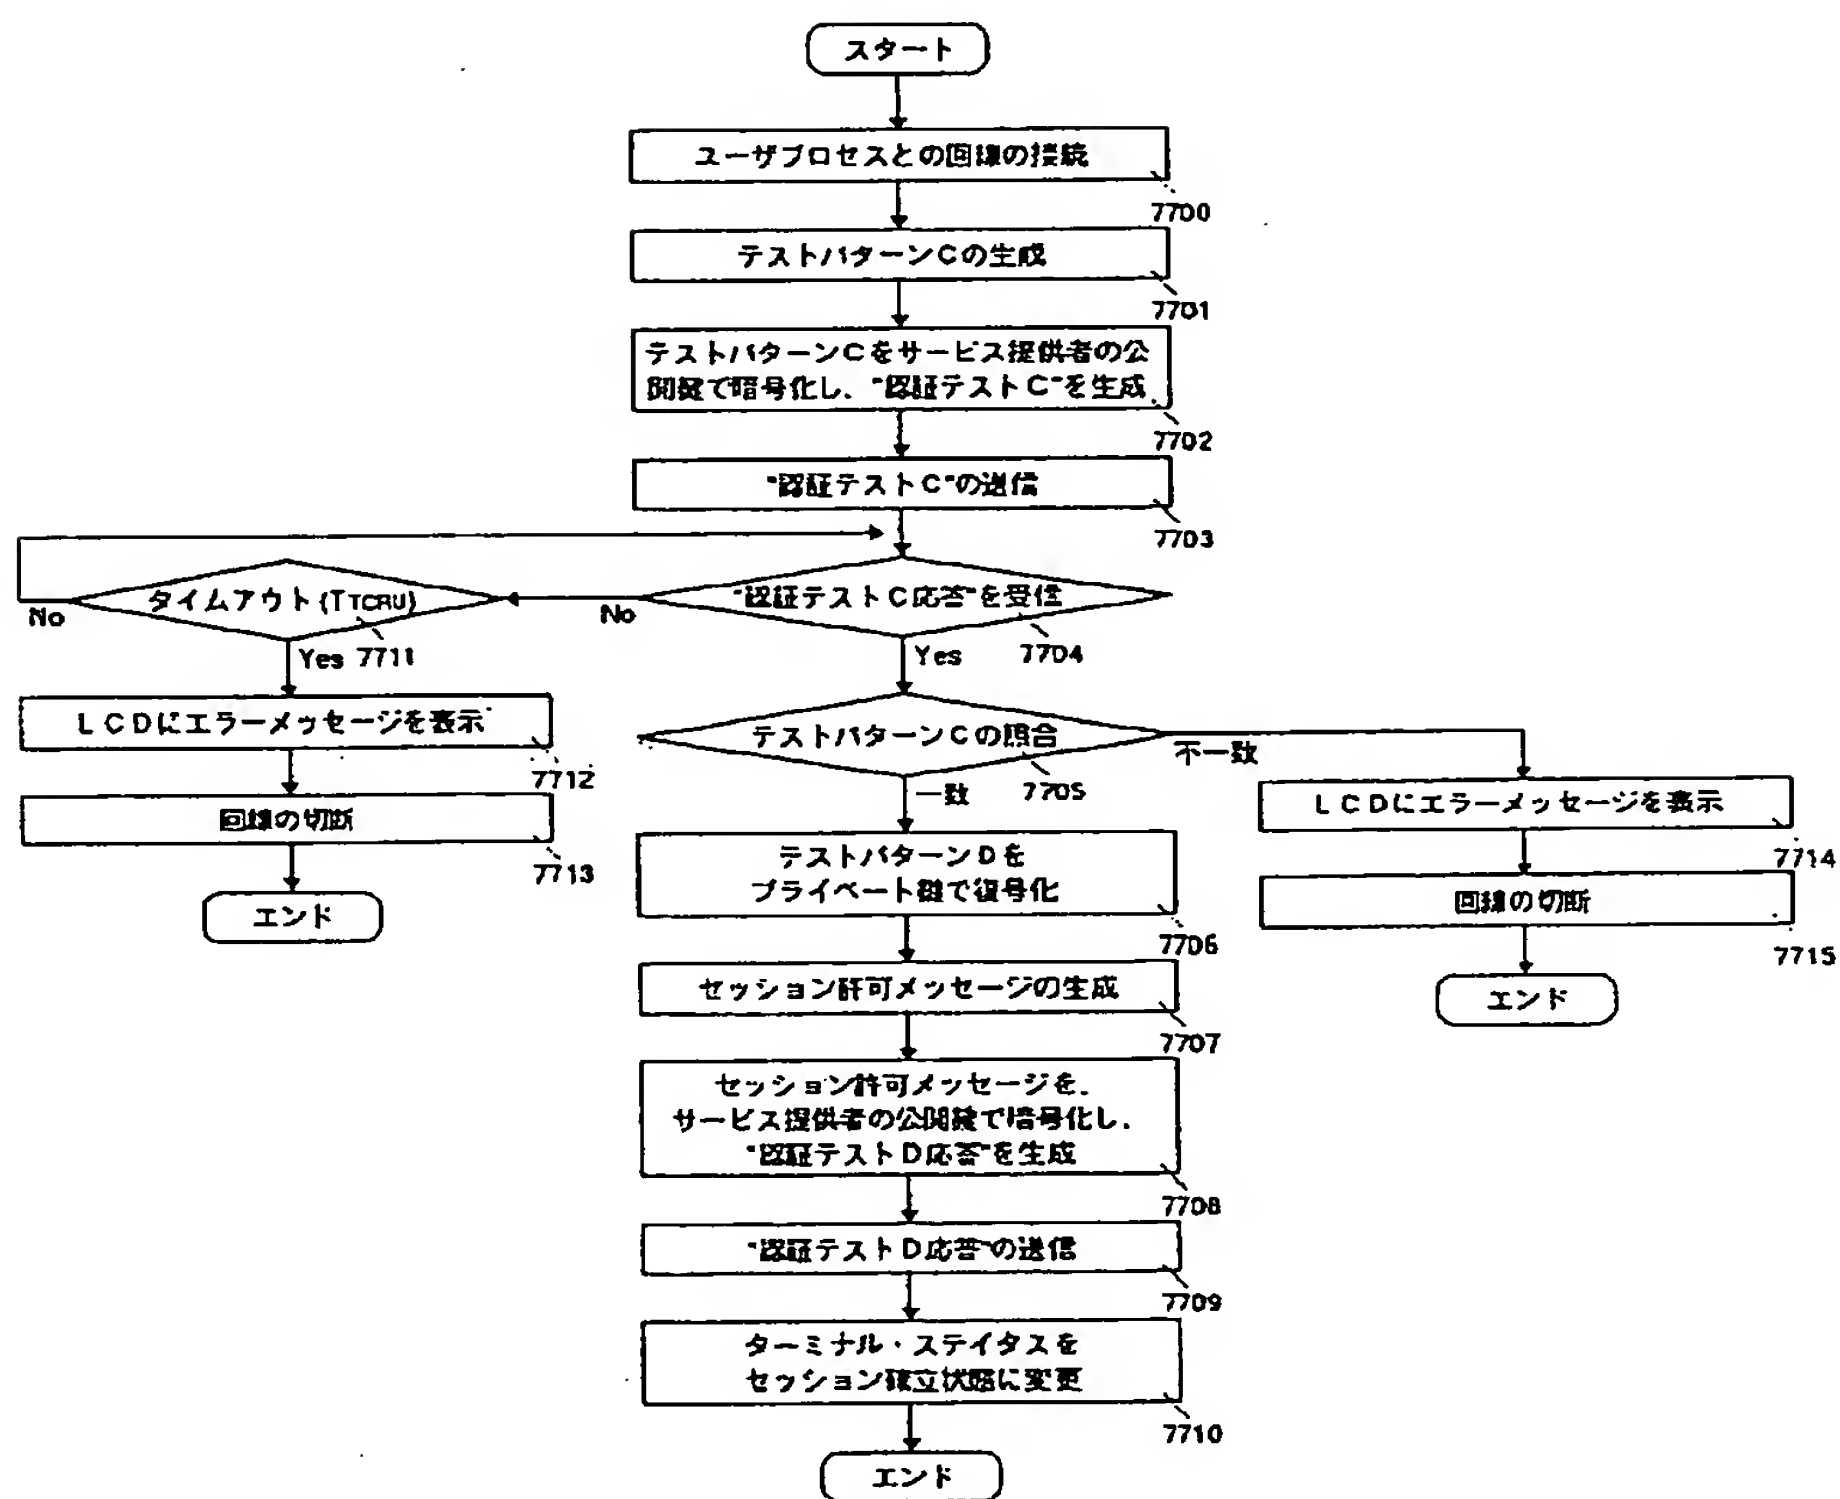 スタート
ユーザプロセスとの回線の接続
7700
テストパターンCの生成
7701
テストパターンCをサービス提供者の公
開鍵で暗号化し、"認証テストC"を生成
7702
"認証テストC"の送信
7703
"認証テストC応答"を受信
7704
No
Yes
タイムアウト(TTCRU)
7711
No
Yes
LCDにエラーメッセージを表示
7712
回線の切断
7713
エンド
テストパターンCの照合
7705
不一致
一致
LCDにエラーメッセージを表示
7714
回線の切断
7715
エンド
テストパターンDを
プライベート鍵で復号化
7706
セッション許可メッセージの生成
7707
セッション許可メッセージを、
サービス提供者の公開鍵で暗号化し、
"認証テストD応答"を生成
7708
"認証テストD応答"の送信
7709
ターミナル・ステイタスを
セッション確立状態に変更
7710
エンド